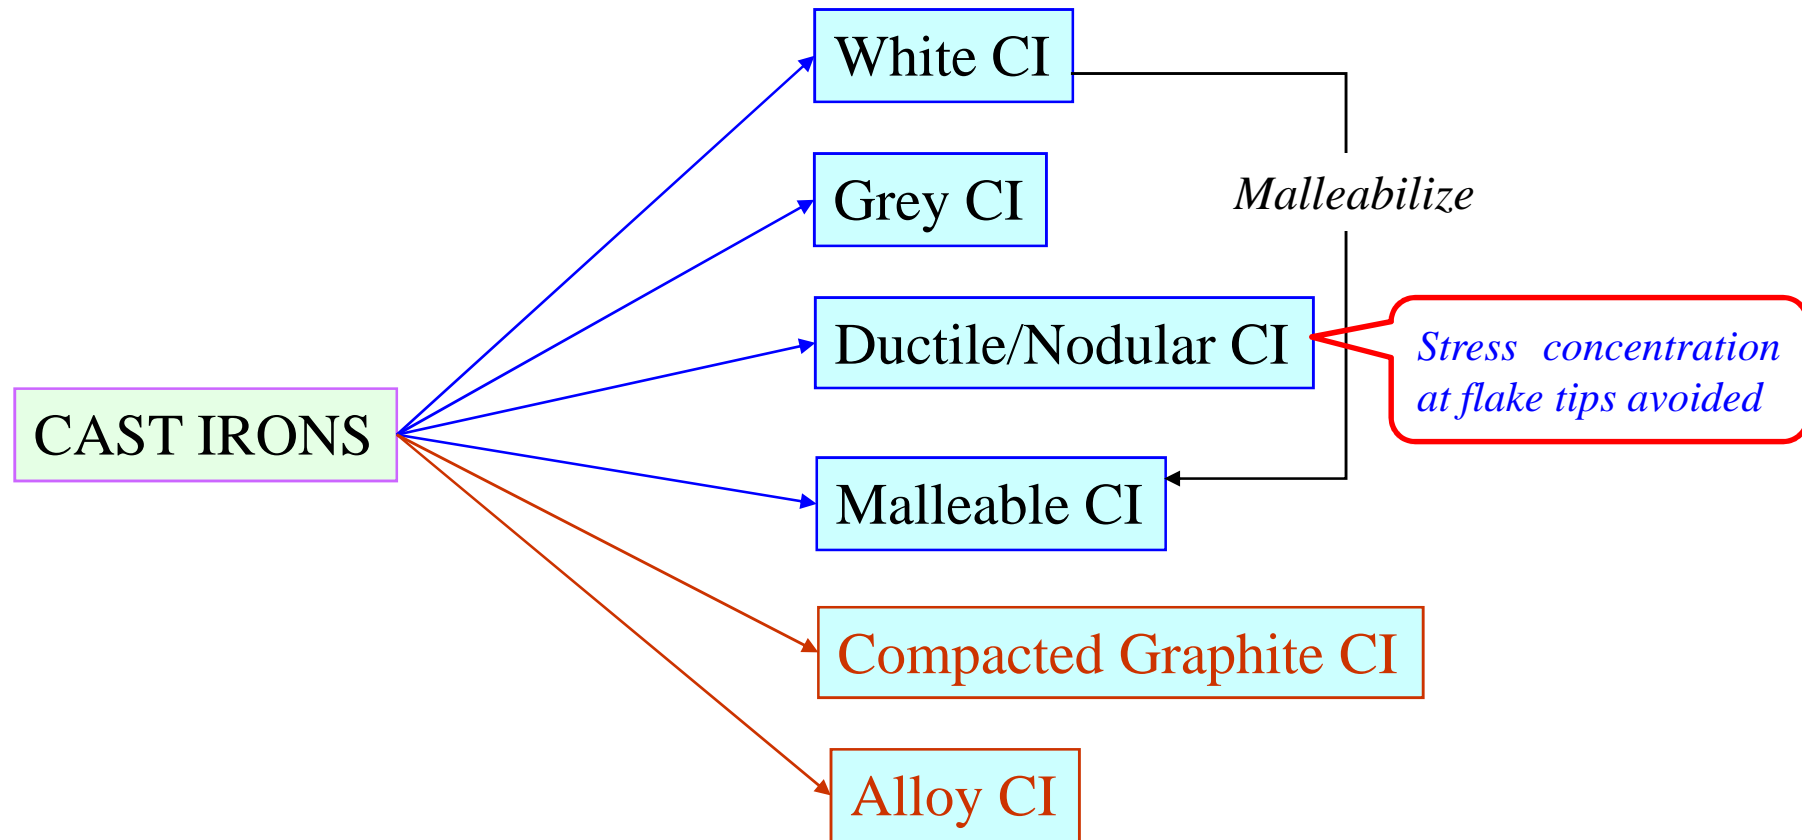 White CI
Grey CI
Malleabilize
Ductile/Nodular CI
Stress concentration
at flake tips avoided
CAST IRONS
Malleable CI
Compacted Graphite CI
Alloy CI